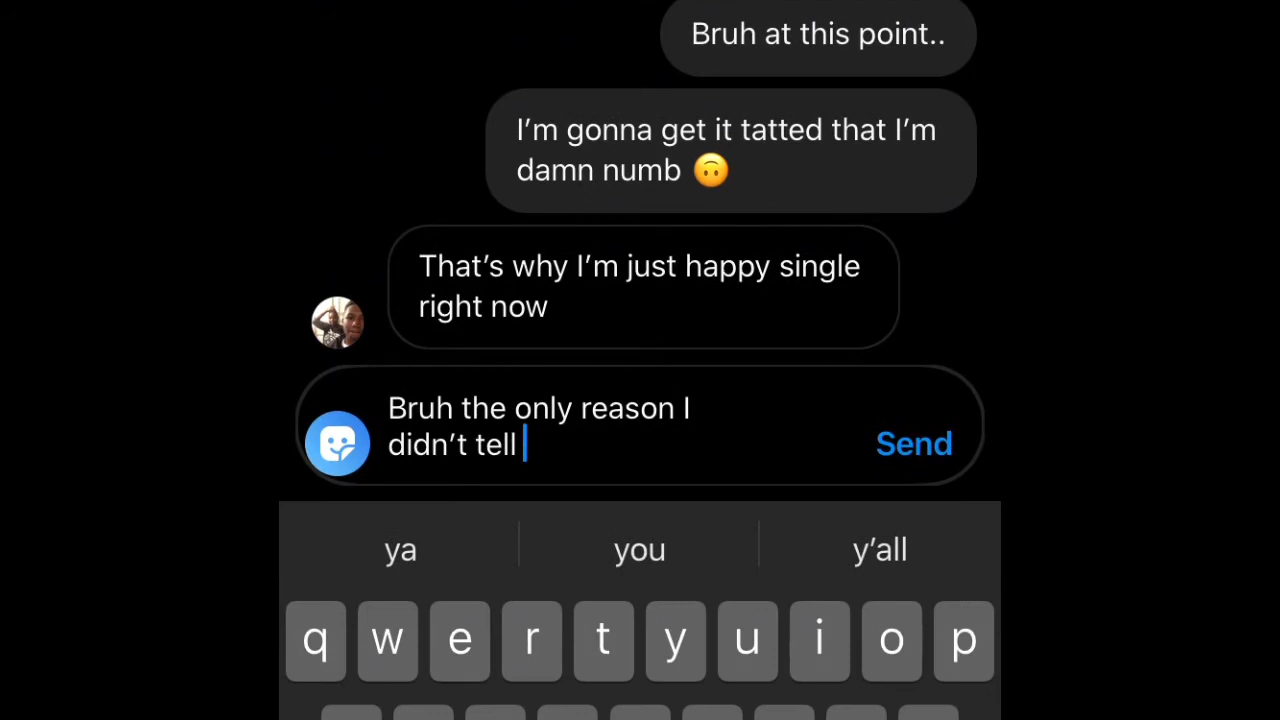 Bruh at this point..
I'm gonna get it tatted that I'm
damn numb 🙃
That's why I'm just happy single
right now
Bruh the only reason I
didn't tell
Send
ya you y'all
q w e r t y u i o p